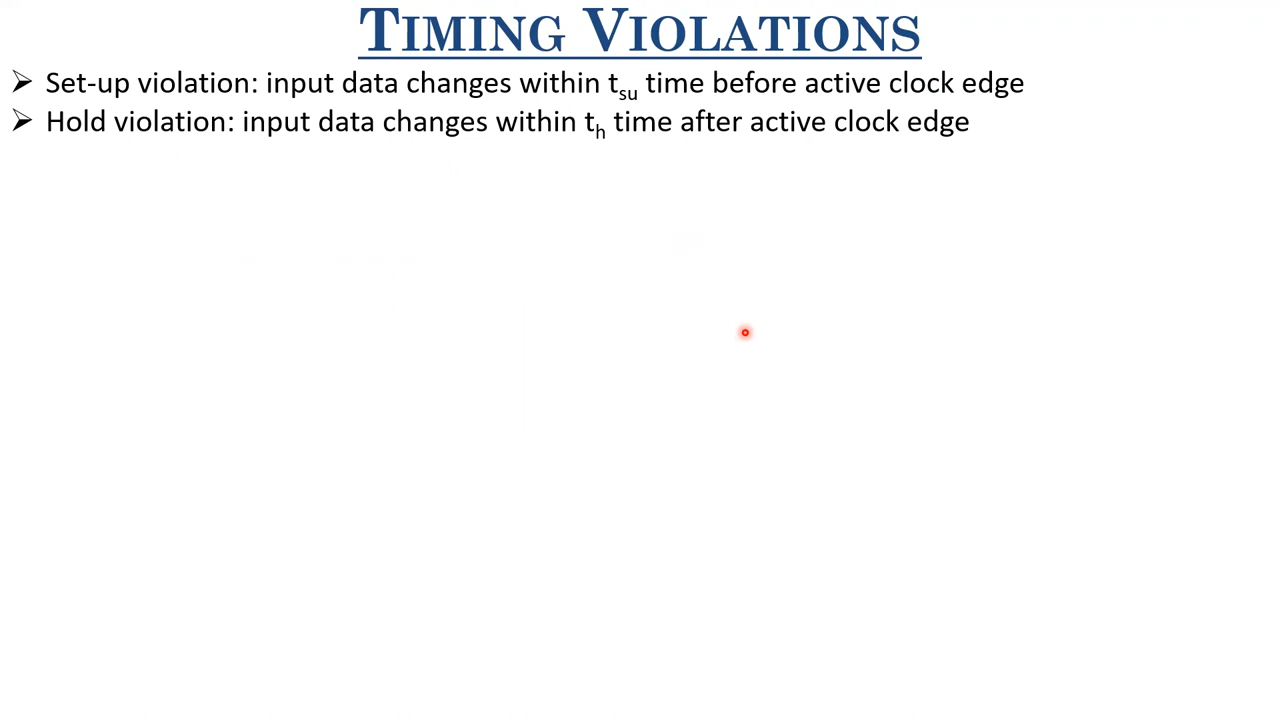 Timing Violations
➢ Set-up violation: input data changes within tsu time before active clock edge
➢ Hold violation: input data changes within th time after active clock edge